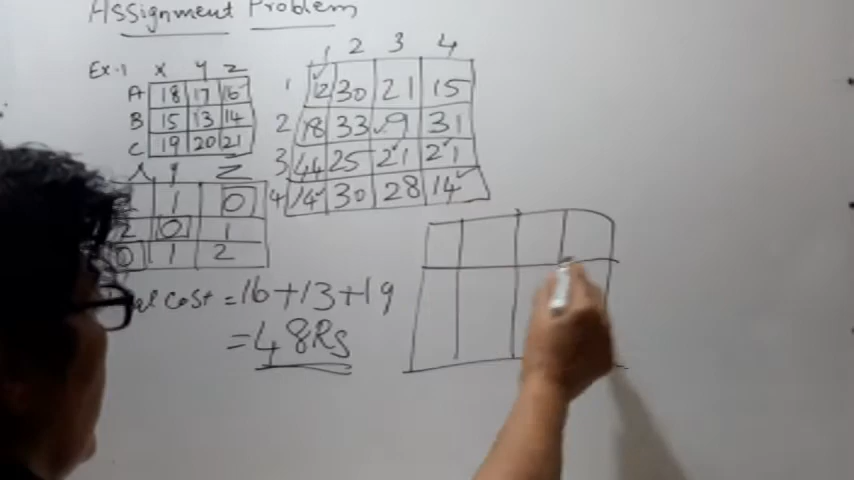 Assignment Problem
Ex-1 X Y Z
A 18 17 16
B 15 13 14
C 19 20 21
1 2 3 4
1 12 30 21 15
2 18 33 9 31
3 44 25 21 21
4 14 30 28 14
X Y Z
1 0
2 0 1
0 1 2
cost = 16+13+19
= 48Rs